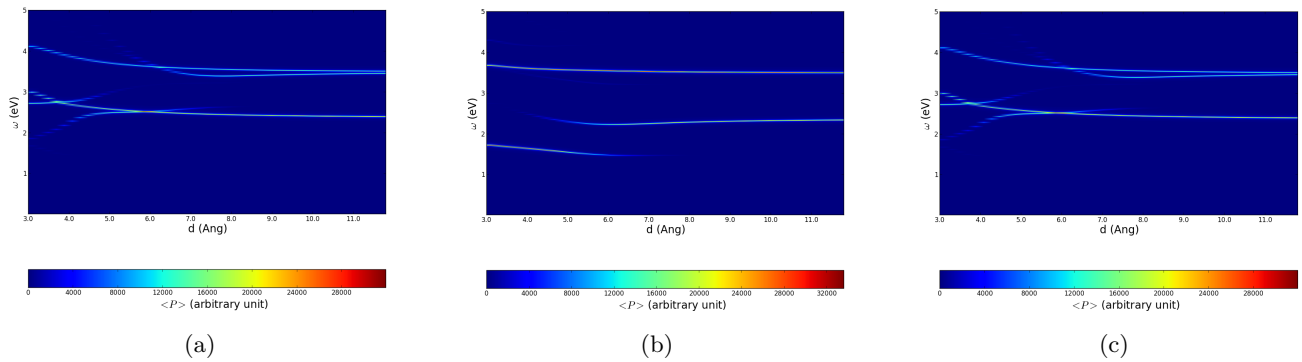 5
4
3
2
1
ω (eV)
3.0 4.0 5.0 6.0 7.0 8.0 9.0 10.0 11.0
d (Ang)
0 4000 8000 12000 16000 20000 24000 28000
<P> (arbitrary unit)
(a)
5
4
3
2
1
ω (eV)
3.0 4.0 5.0 6.0 7.0 8.0 9.0 10.0 11.0
d (Ang)
0 4000 8000 12000 16000 20000 24000 28000 32000
<P> (arbitrary unit)
(b)
5
4
3
2
1
ω (eV)
3.0 4.0 5.0 6.0 7.0 8.0 9.0 10.0 11.0
d (Ang)
0 4000 8000 12000 16000 20000 24000 28000
<P> (arbitrary unit)
(c)